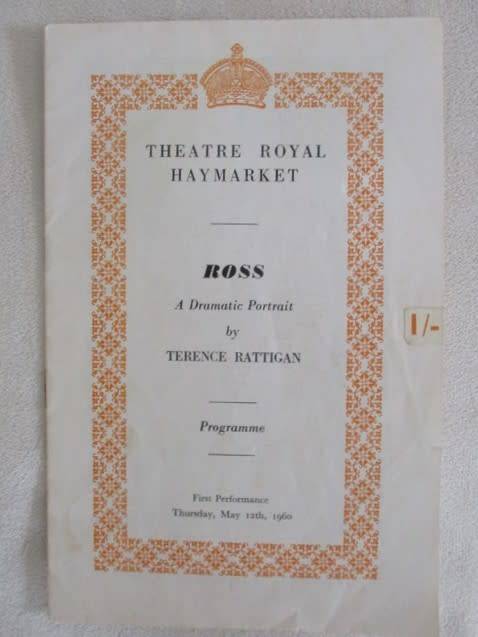 THEATRE ROYAL
HAYMARKET
ROSS
A Dramatic Portrait
by
TERENCE RATTIGAN
1/-
Programme
First Performance
Thursday, May 12th, 1960